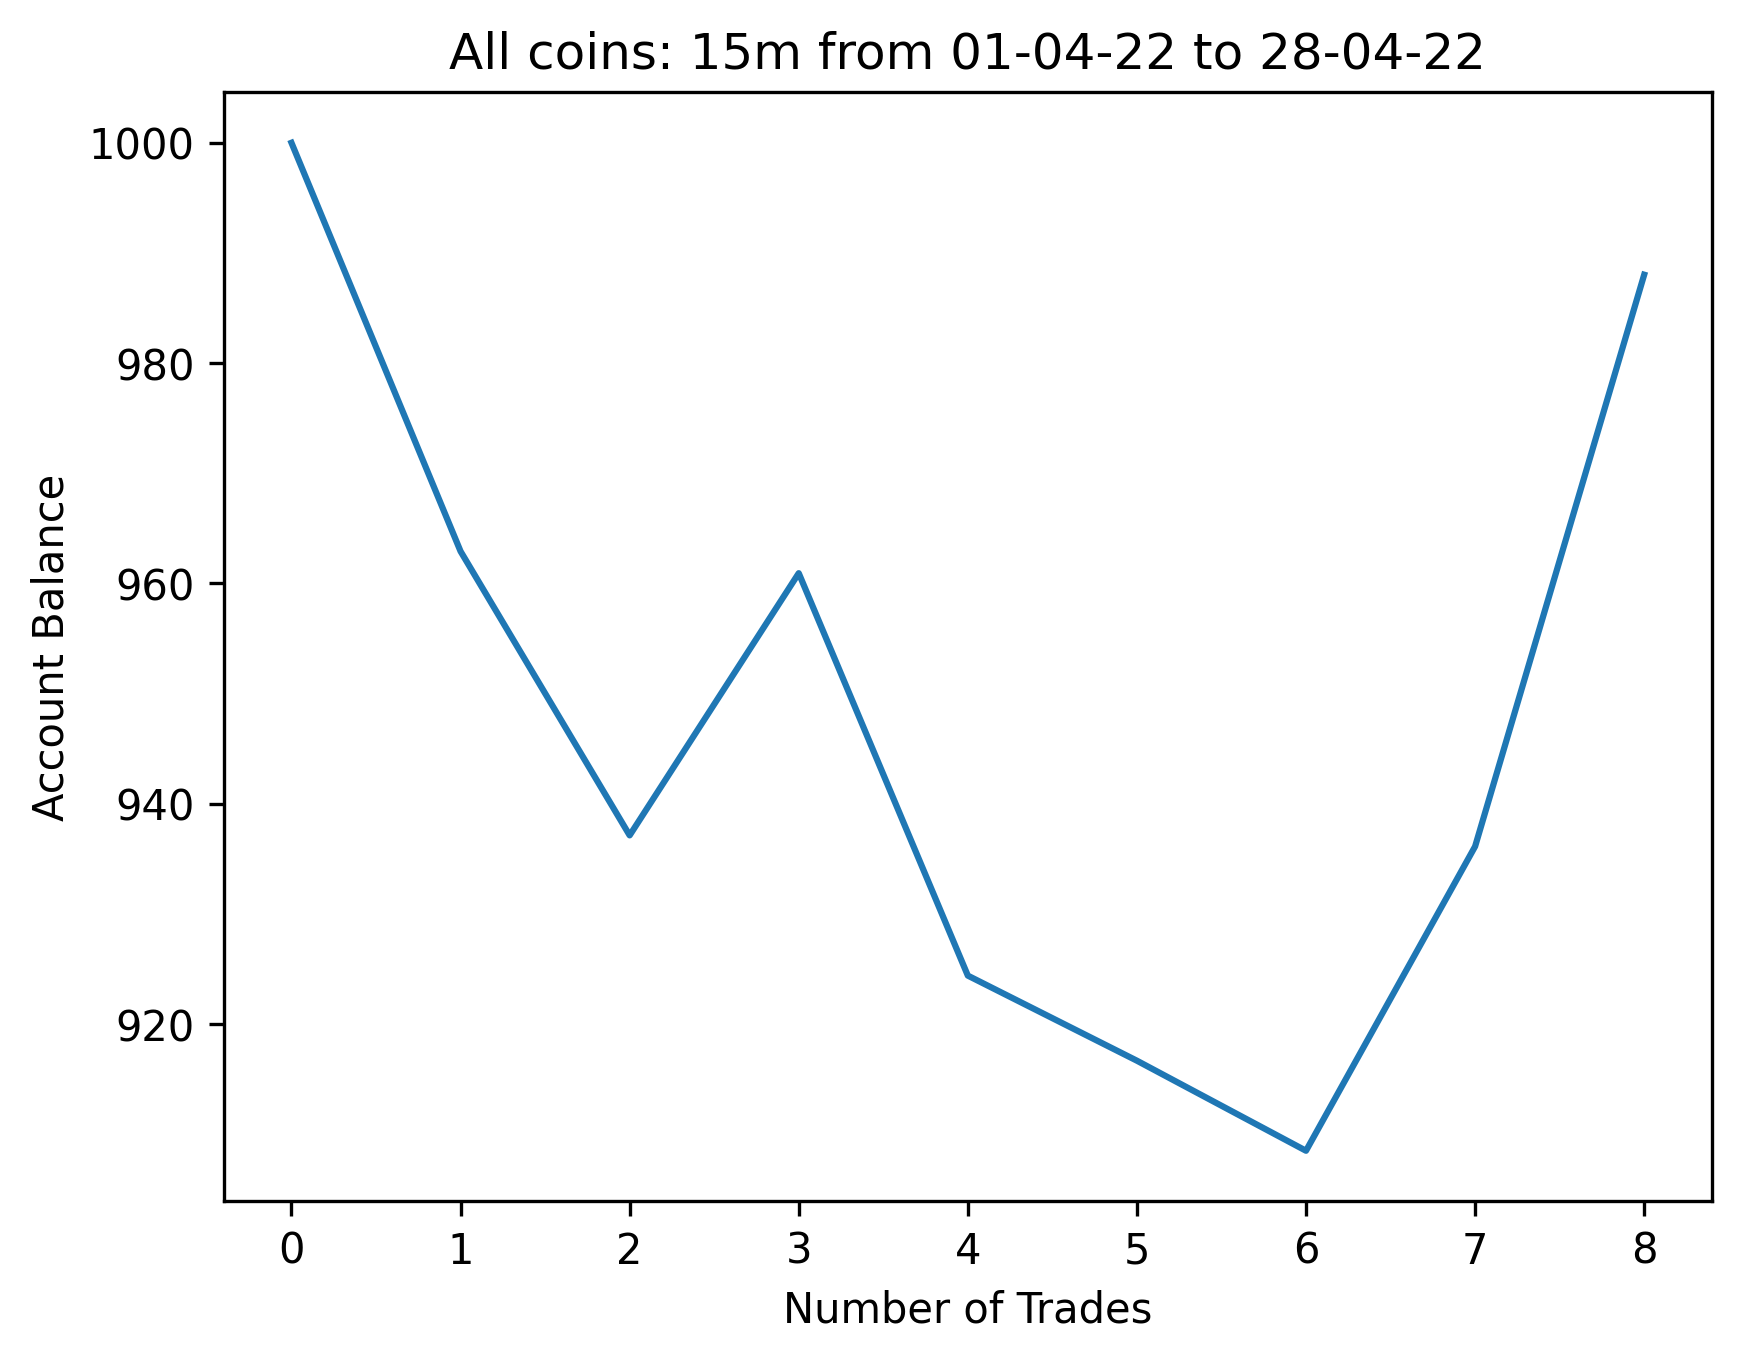 All coins: 15m from 01-04-22 to 28-04-22
1000
980
960
940
920
Account Balance
0 1 2 3 4 5 6 7 8
Number of Trades